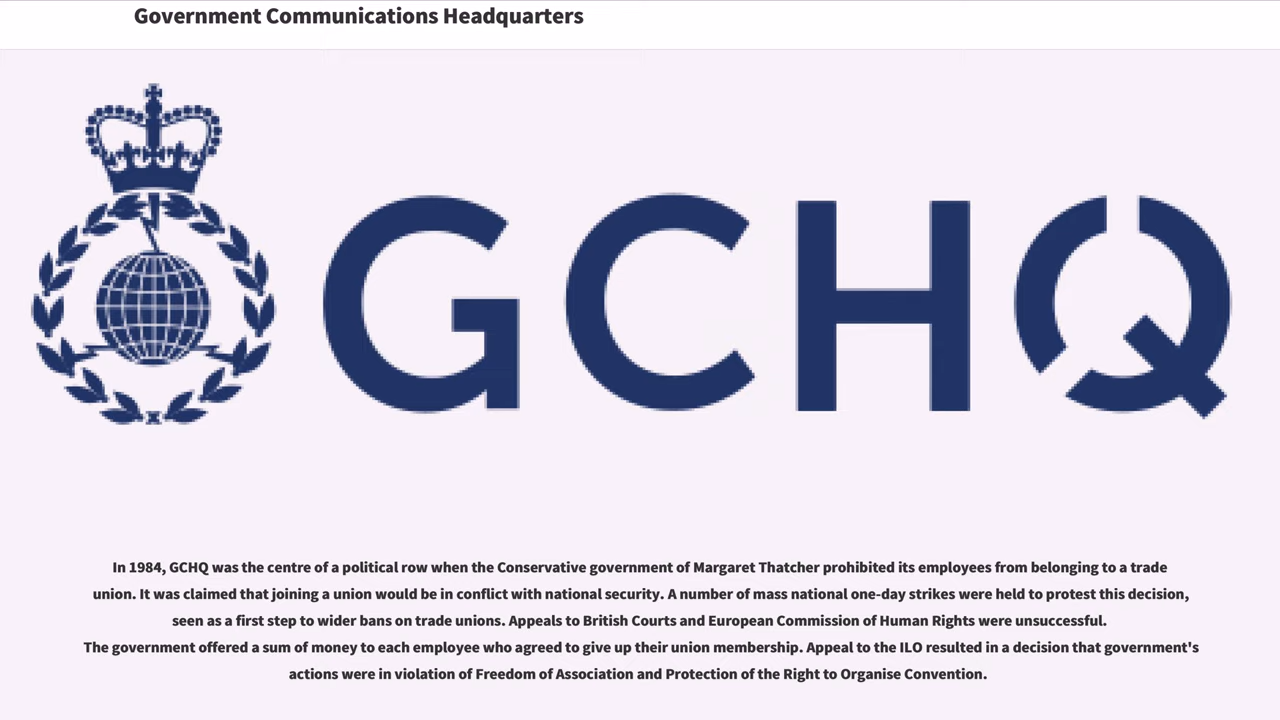 Government Communications Headquarters
GCHQ
In 1984, GCHQ was the centre of a political row when the Conservative government of Margaret Thatcher prohibited its employees from belonging to a trade
union. It was claimed that joining a union would be in conflict with national security. A number of mass national one-day strikes were held to protest this decision,
seen as a first step to wider bans on trade unions. Appeals to British Courts and European Commission of Human Rights were unsuccessful.
The government offered a sum of money to each employee who agreed to give up their union membership. Appeal to the ILO resulted in a decision that government's
actions were in violation of Freedom of Association and Protection of the Right to Organise Convention.